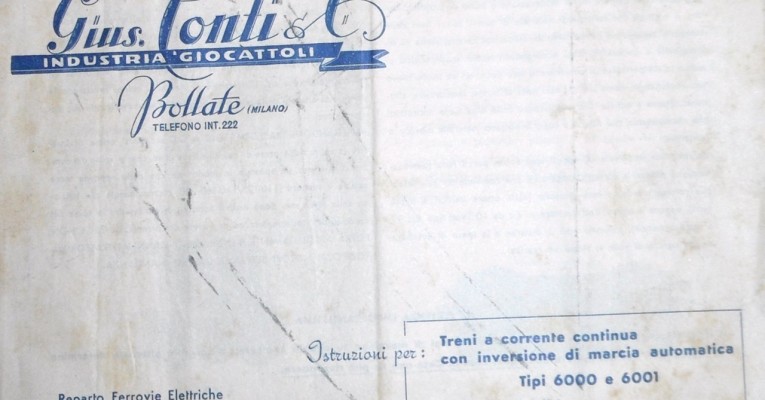 Gius. Conti & C.
INDUSTRIA GIOCATTOLI
Bollate (MILANO)
TELEFONO INT. 222
Istruzioni per:
Treni a corrente continua
con inversione di marcia automatica
Tipi 6000 e 6001
Reparto Ferrovie Elettriche